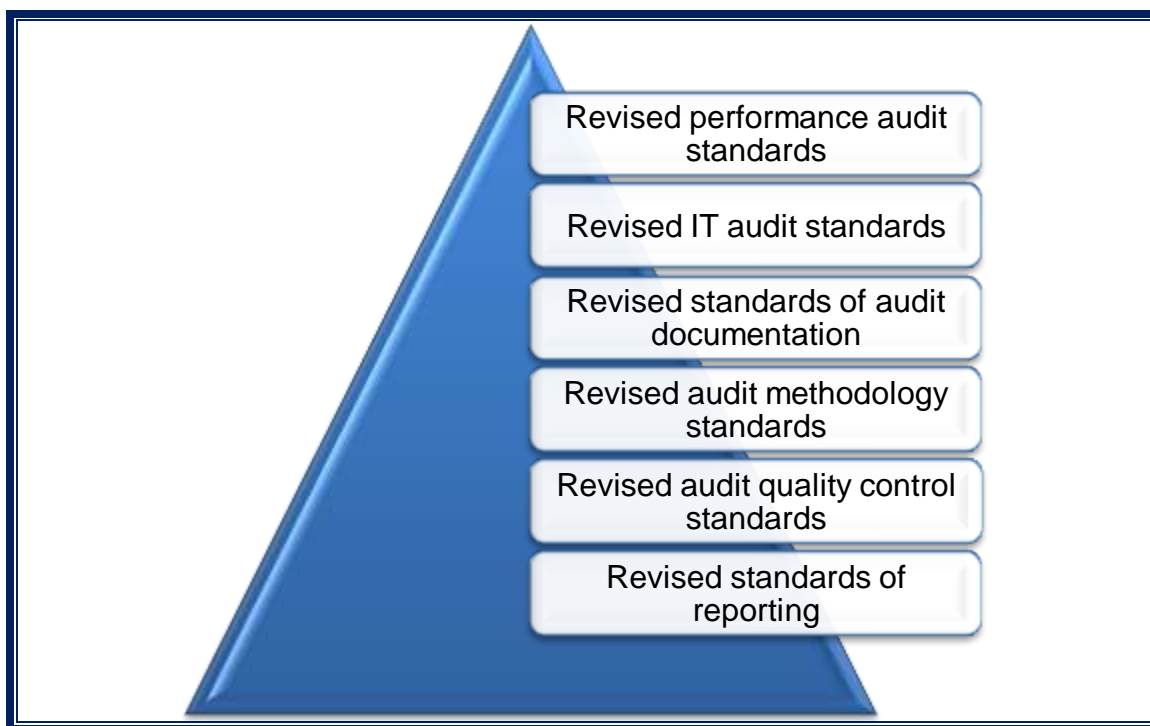 Revised performance audit
standards
Revised IT audit standards
Revised standards of audit
documentation
Revised audit methodology
standards
Revised audit quality control
standards
Revised standards of
reporting